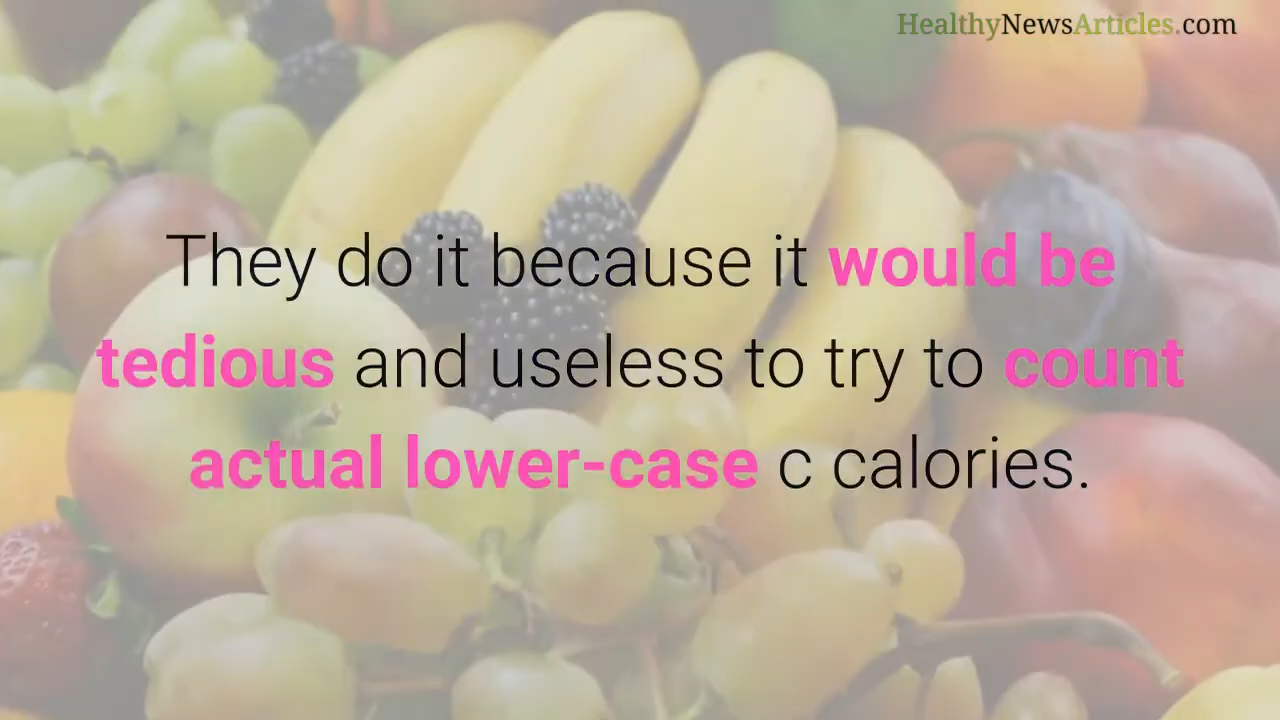 HealthyNewsArticles.com
They do it because it would be
tedious and useless to try to count
actual lower-case c calories.